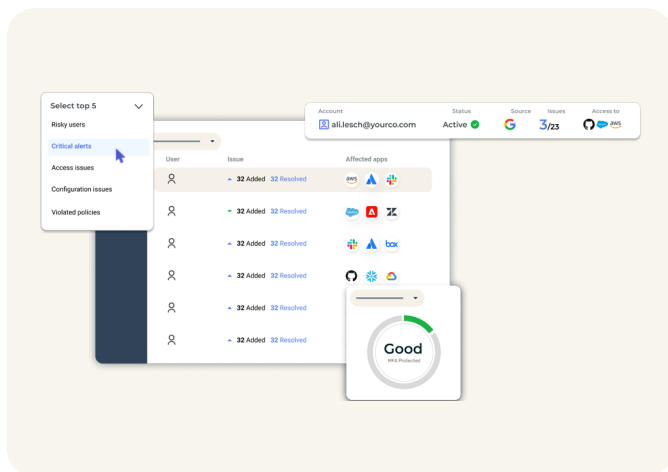 Select top 5
Risky users
Critical alerts
Access issues
Configuration issues
Violated policies
Account Status Source Issues Access to
ali.lesch@yourco.com Active 3/23 aws
User Issue Affected apps
32 Added 32 Resolved aws
32 Added 32 Resolved
32 Added 32 Resolved box
32 Added 32 Resolved
32 Added 32 Resolved
32 Added 32 Resolved
Good
MFA Protected